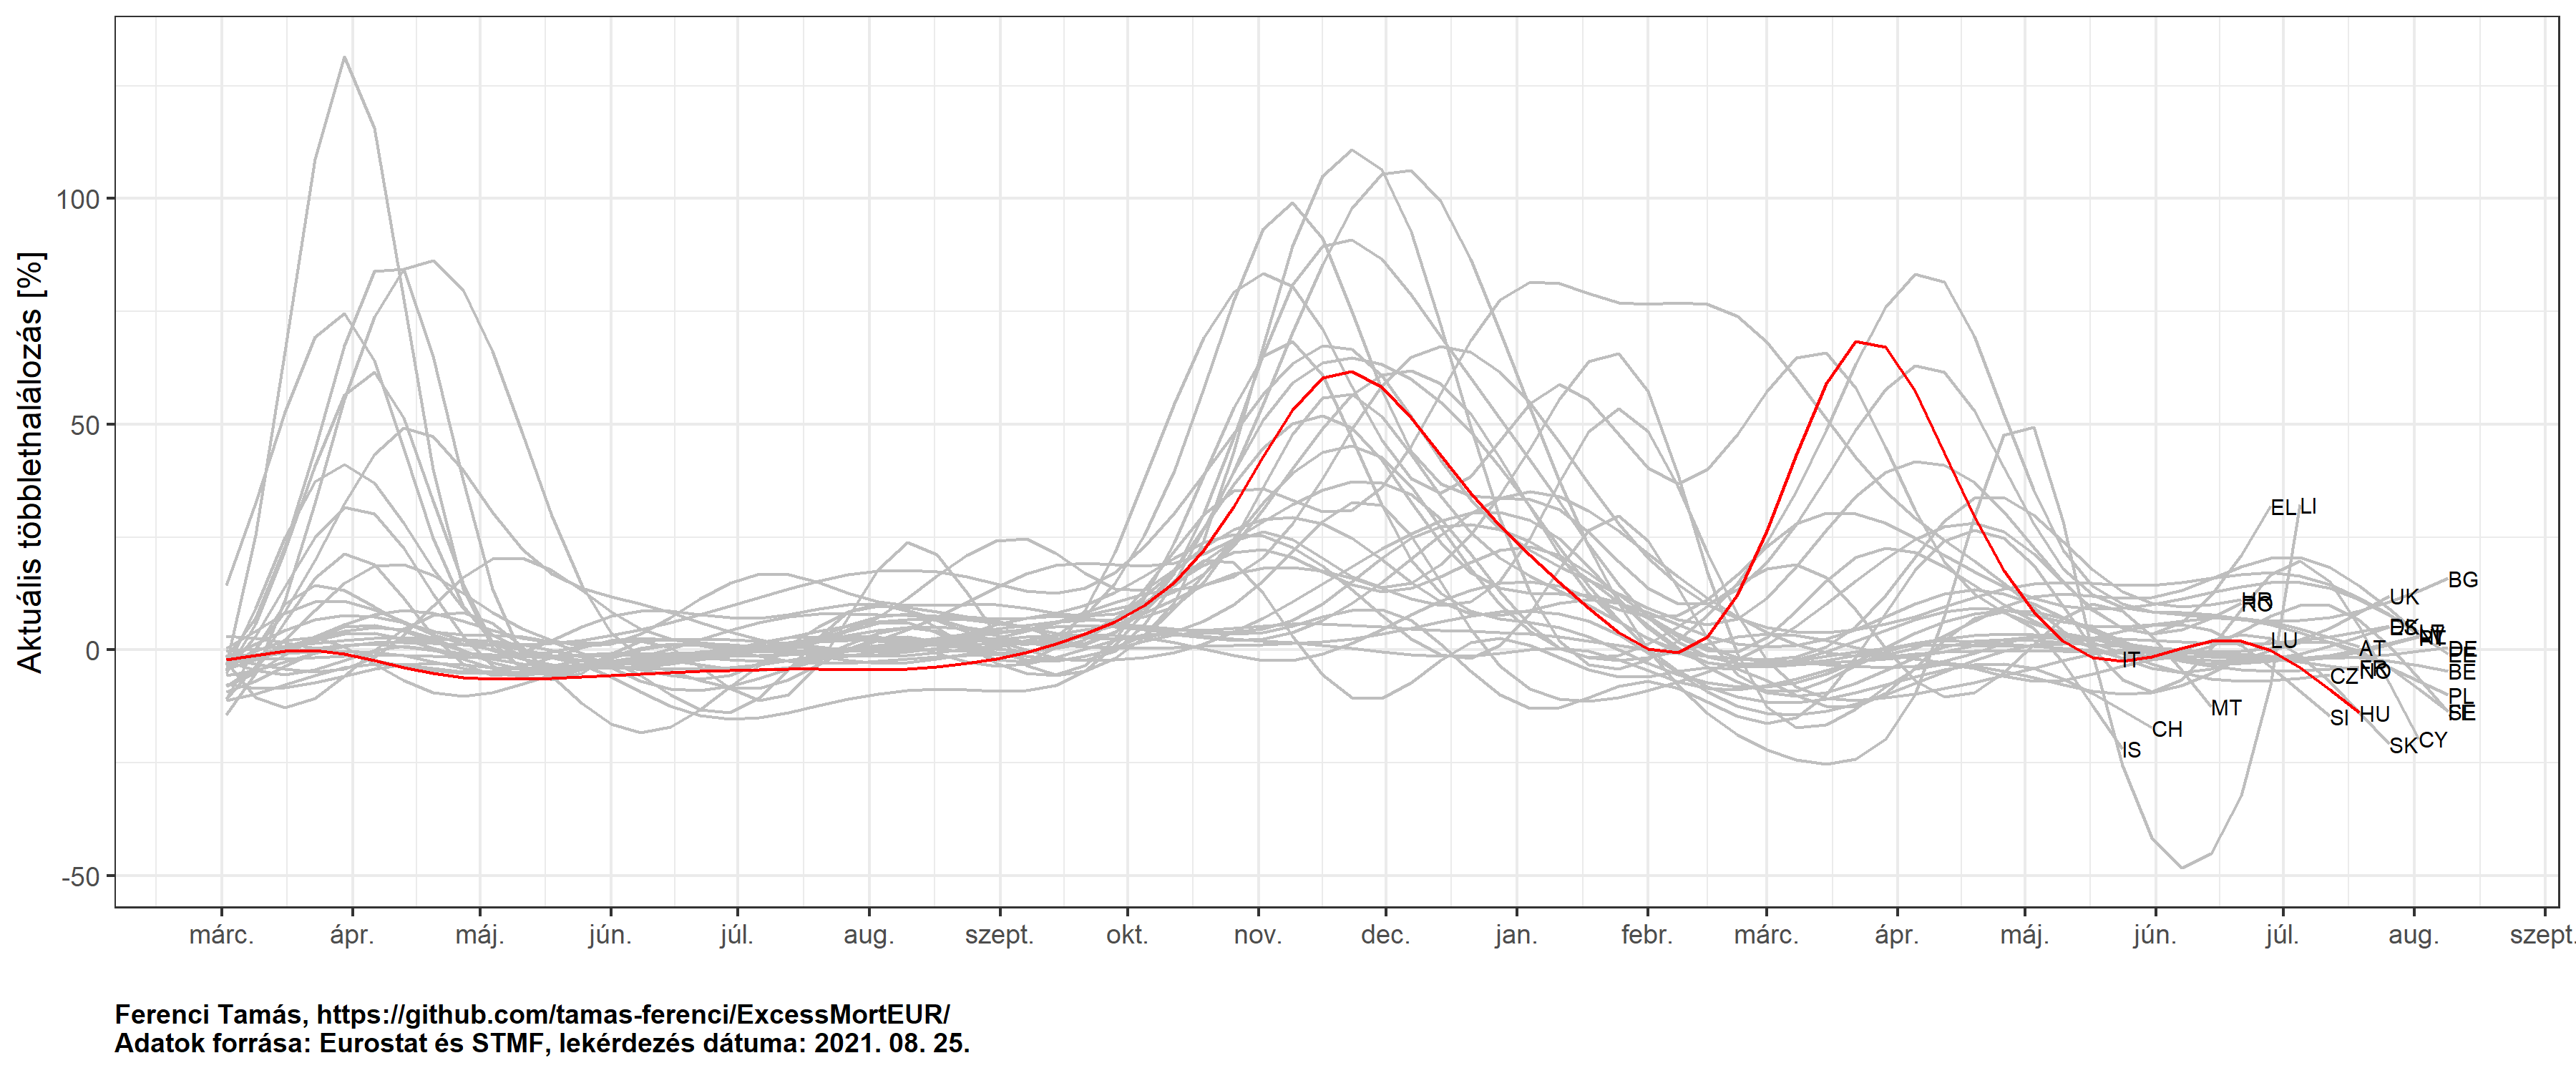 Aktuális többlethalálozás [%]
100
50
0
-50
márc. ápr. máj. jún. júl. aug. szept. okt. nov. dec. jan. febr. márc. ápr. máj. jún. júl. aug. szept.
EL LI
BG
UK
HR
RO
LU
AT
DE
IT
FR
NO
CZ
BE
PL
MT
SI
HU
SE
CH
IS
SK
CY
Ferenci Tamás, https://github.com/tamas-ferenci/ExcessMortEUR/
Adatok forrása: Eurostat és STMF, lekérdezés dátuma: 2021. 08. 25.